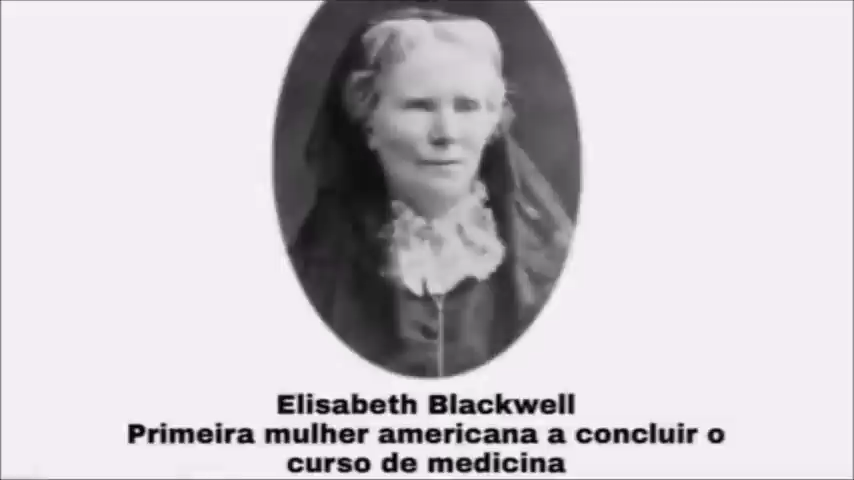 Elisabeth Blackwell
Primeira mulher americana a concluir o
curso de medicina